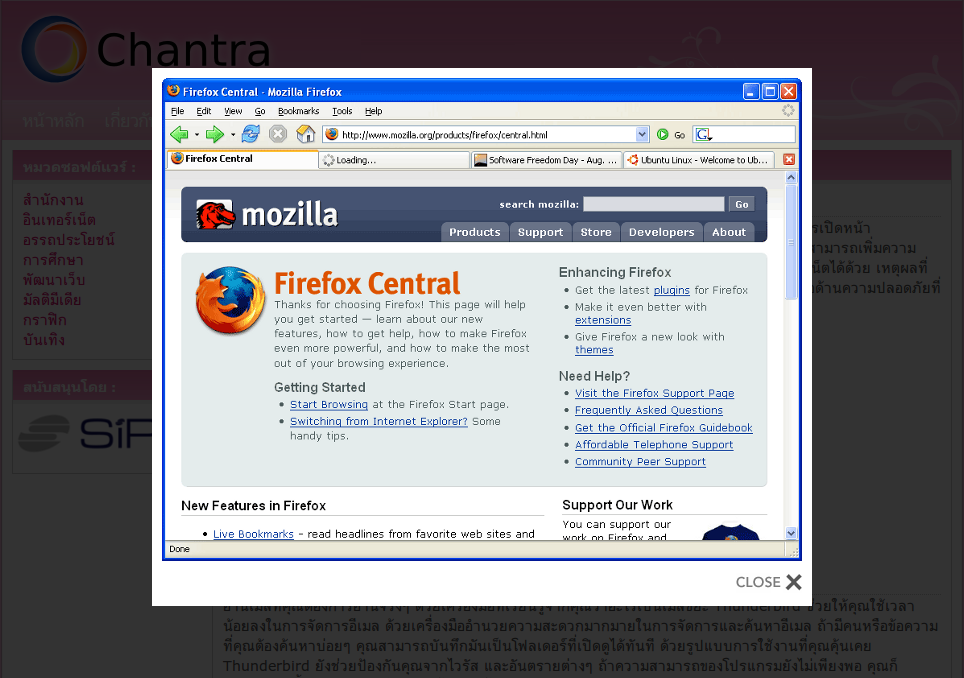 Chantra
หน้าหลัก
หมวดซอฟต์แวร์ :
สำนักงาน
อินเทอร์เน็ต
อรรถประโยชน์
การศึกษา
พัฒนาเว็บ
มัลติมีเดีย
กราฟิก
บันเทิง
สนับสนุนโดย :
Firefox Central - Mozilla Firefox
File Edit View Go Bookmarks Tools Help
http://www.mozilla.org/products/firefox/central.html Go
Firefox Central Loading... Software Freedom Day - Aug. ... Ubuntu Linux - Welcome to Ub...
mozilla
search mozilla: Go
Products Support Store Developers About
Firefox Central
Thanks for choosing Firefox! This page will help
you get started — learn about our new
features, how to get help, how to make Firefox
even more powerful, and how to make the most
out of your browsing experience.
Getting Started
• Start Browsing at the Firefox Start page.
• Switching from Internet Explorer? Some
handy tips.
Enhancing Firefox
• Get the latest plugins for Firefox
• Make it even better with
extensions
• Give Firefox a new look with
themes
Need Help?
• Visit the Firefox Support Page
• Frequently Asked Questions
• Get the Official Firefox Guidebook
• Affordable Telephone Support
• Community Peer Support
New Features in Firefox
• Live Bookmarks - read headlines from favorite web sites and
Support Our Work
You can support our
work on Firefox and
Done
CLOSE
รเปิดหน้า
สามารถเพิ่มความ
น็ตได้ด้วย เหตุผลที่
ด้านความปลอดภัยที่
Thunderbird ช่วยให้คุณใช้เวลา
น้อยลงในการจัดการอีเมล ด้วยเครื่องมืออำนวยความสะดวกมากมายในการจัดการและค้นหาอีเมล ถ้ามีคนหรือข้อความ
ที่คุณต้องค้นหาบ่อยๆ คุณสามารถบันทึกมันเป็นโฟลเดอร์ที่เปิดดูได้ทันที ด้วยรูปแบบการใช้งานที่คุณคุ้นเคย
Thunderbird ยังช่วยป้องกันคุณจากไวรัส และอันตรายต่างๆ ถ้าความสามารถของโปรแกรมยังไม่เพียงพอ คุณก็